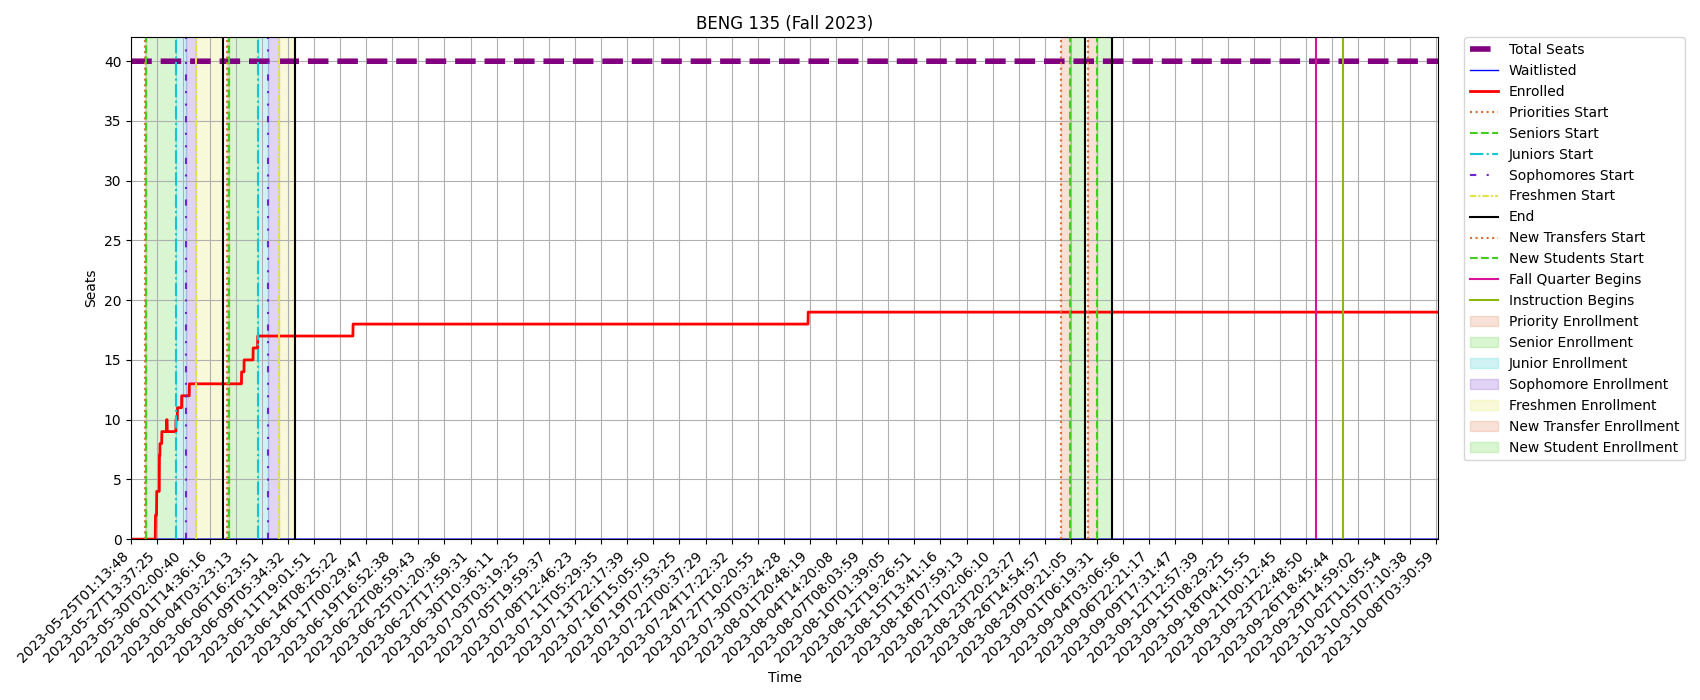 BENG 135 (Fall 2023)
Seats
40
35
30
25
20
15
10
5
0
2023-05-25T01:13:48
2023-05-27T13:37:25
2023-05-30T02:00:40
2023-06-01T14:36:16
2023-06-04T03:23:13
2023-06-06T16:23:51
2023-06-09T05:34:32
2023-06-11T19:01:51
2023-06-14T08:25:22
2023-06-17T00:29:47
2023-06-19T16:52:38
2023-06-22T08:59:43
2023-06-25T01:20:36
2023-06-27T17:59:31
2023-06-30T10:36:11
2023-07-03T03:19:25
2023-07-05T19:59:37
2023-07-08T12:46:23
2023-07-11T05:29:35
2023-07-13T22:17:39
2023-07-16T15:05:50
2023-07-19T07:53:25
2023-07-22T00:37:29
2023-07-24T17:22:32
2023-07-27T10:20:55
2023-07-30T03:24:28
2023-08-01T20:48:19
2023-08-04T14:20:08
2023-08-07T08:03:59
2023-08-10T01:39:05
2023-08-12T19:26:51
2023-08-15T13:41:16
2023-08-18T07:59:13
2023-08-21T02:06:10
2023-08-23T20:23:27
2023-08-26T14:54:57
2023-08-29T09:21:05
2023-09-01T06:19:31
2023-09-04T03:06:56
2023-09-06T22:21:17
2023-09-09T17:31:47
2023-09-12T12:57:39
2023-09-15T08:29:25
2023-09-18T04:15:55
2023-09-21T00:12:45
2023-09-23T22:48:50
2023-09-26T18:45:44
2023-09-29T14:59:02
2023-10-02T11:05:54
2023-10-05T07:10:38
2023-10-08T03:30:59
Time
Total Seats
Waitlisted
Enrolled
Priorities Start
Seniors Start
Juniors Start
Sophomores Start
Freshmen Start
End
New Transfers Start
New Students Start
Fall Quarter Begins
Instruction Begins
Priority Enrollment
Senior Enrollment
Junior Enrollment
Sophomore Enrollment
Freshmen Enrollment
New Transfer Enrollment
New Student Enrollment